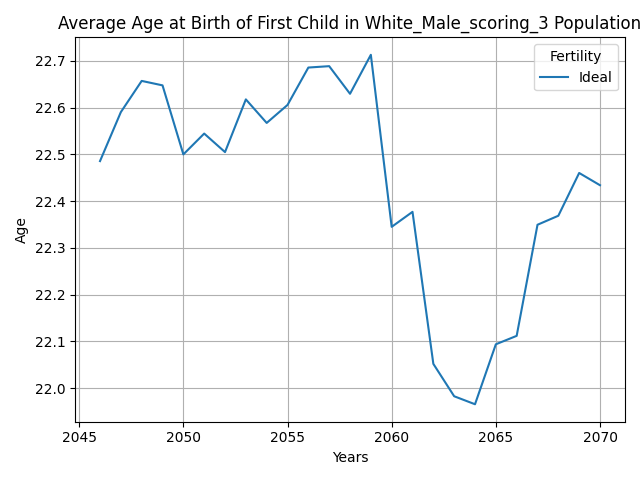 Average Age at Birth of First Child in White_Male_scoring_3 Population
Fertility
Ideal
22.7
22.6
22.5
22.4
22.3
22.2
22.1
22.0
Age
2045
2050
2055
2060
2065
2070
Years